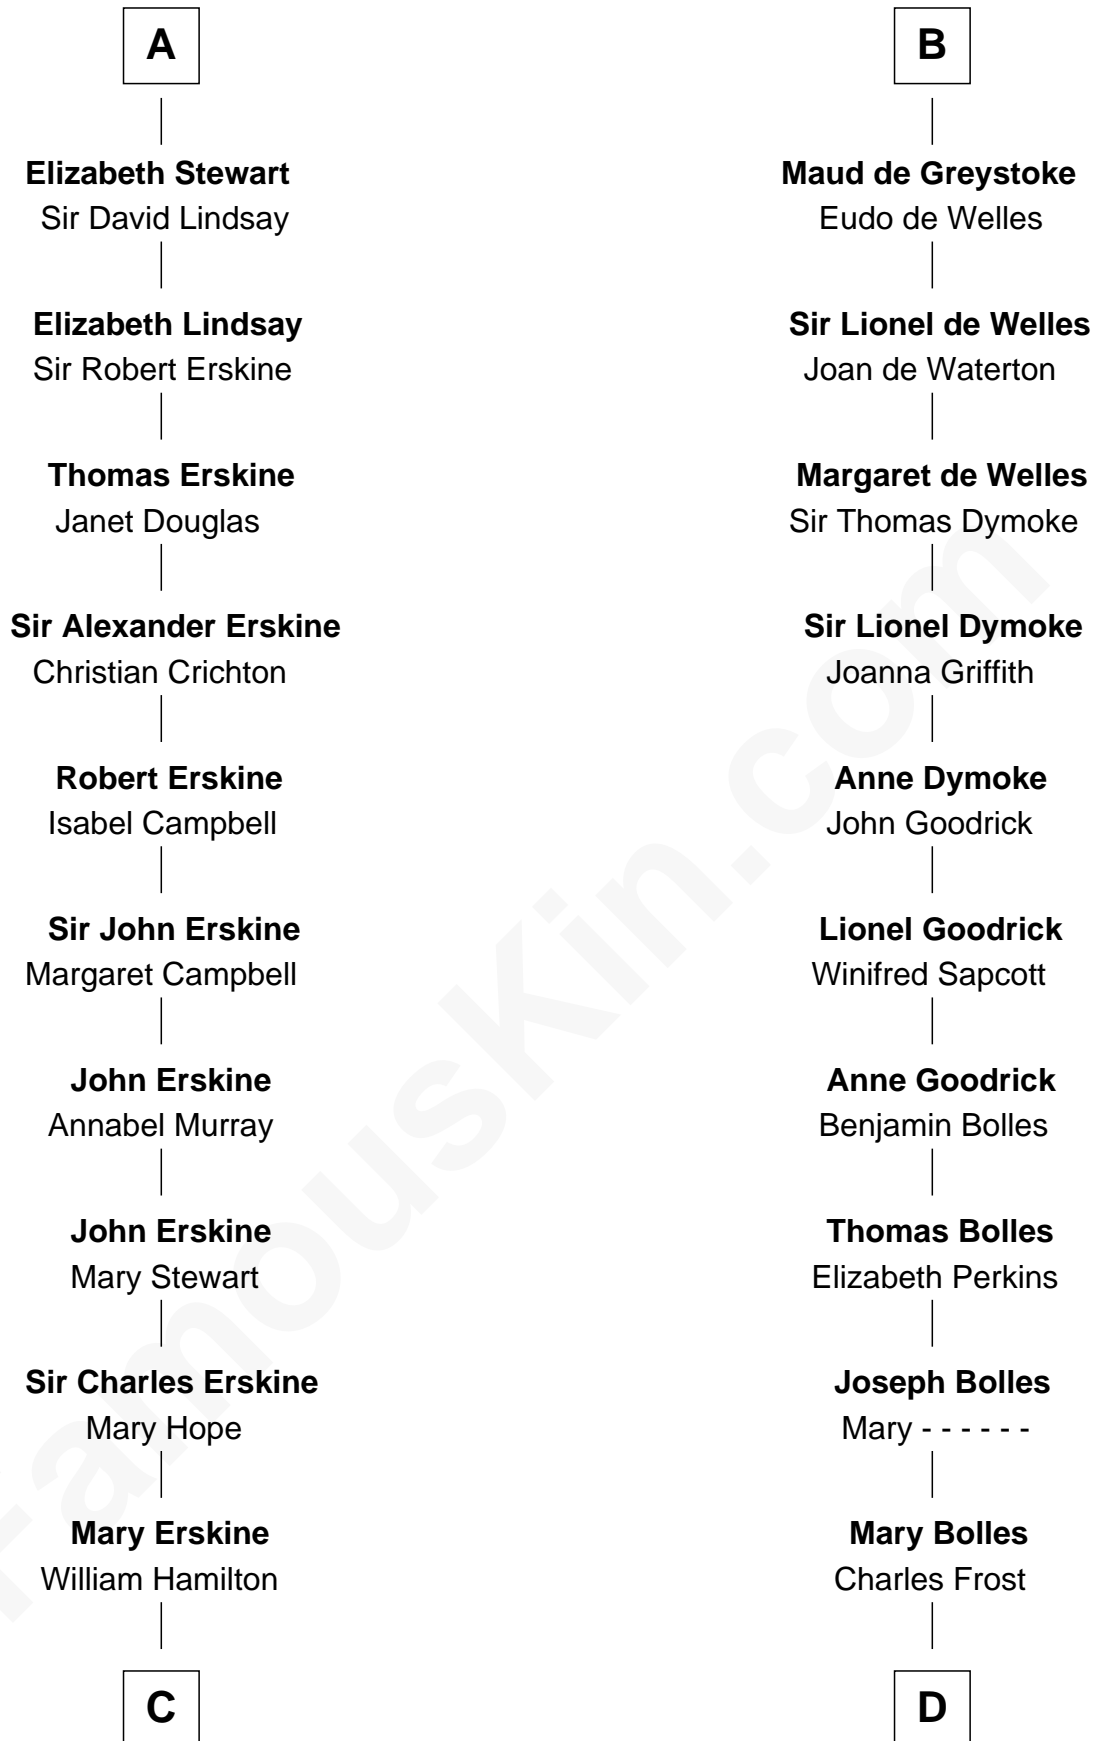 A
Elizabeth Stewart
Sir David Lindsay
Elizabeth Lindsay
Sir Robert Erskine
Thomas Erskine
Janet Douglas
Sir Alexander Erskine
Christian Crichton
Robert Erskine
Isabel Campbell
Sir John Erskine
Margaret Campbell
John Erskine
Annabel Murray
John Erskine
Mary Stewart
Sir Charles Erskine
Mary Hope
Mary Erskine
William Hamilton
C
B
Maud de Greystoke
Eudo de Welles
Sir Lionel de Welles
Joan de Waterton
Margaret de Welles
Sir Thomas Dymoke
Sir Lionel Dymoke
Joanna Griffith
Anne Dymoke
John Goodrick
Lionel Goodrick
Winifred Sapcott
Anne Goodrick
Benjamin Bolles
Thomas Bolles
Elizabeth Perkins
Joseph Bolles
Mary - - - - - -
Mary Bolles
Charles Frost
D
FamousKin.com